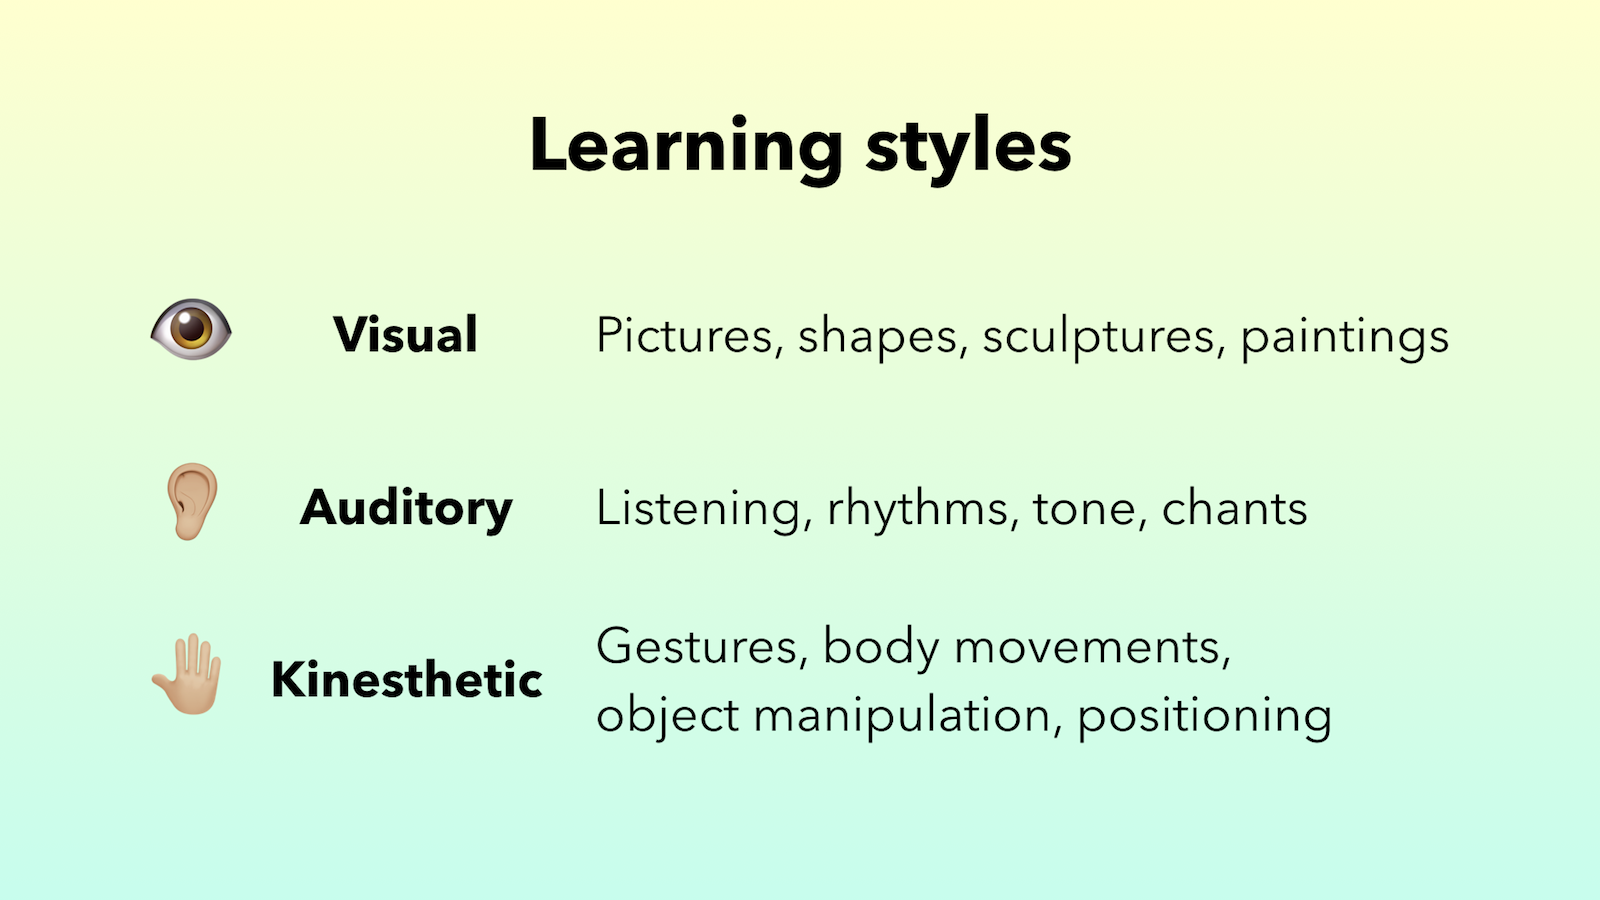 Learning styles
Visual
Pictures, shapes, sculptures, paintings
Auditory
Listening, rhythms, tone, chants
Kinesthetic
Gestures, body movements,
object manipulation, positioning